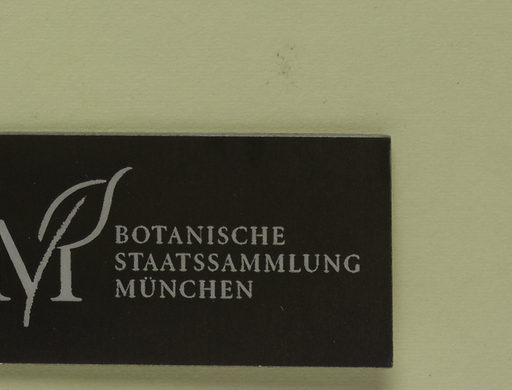 M
BOTANISCHE
STAATSSAMMLUNG
MÜNCHEN